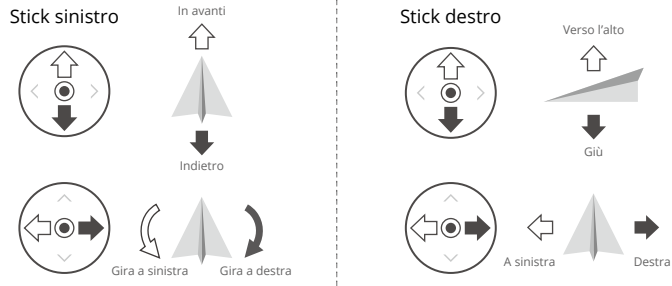 Stick sinistro
In avanti
Indietro
Gira a sinistra
Gira a destra
Stick destro
Verso l'alto
Giù
A sinistra
Destra